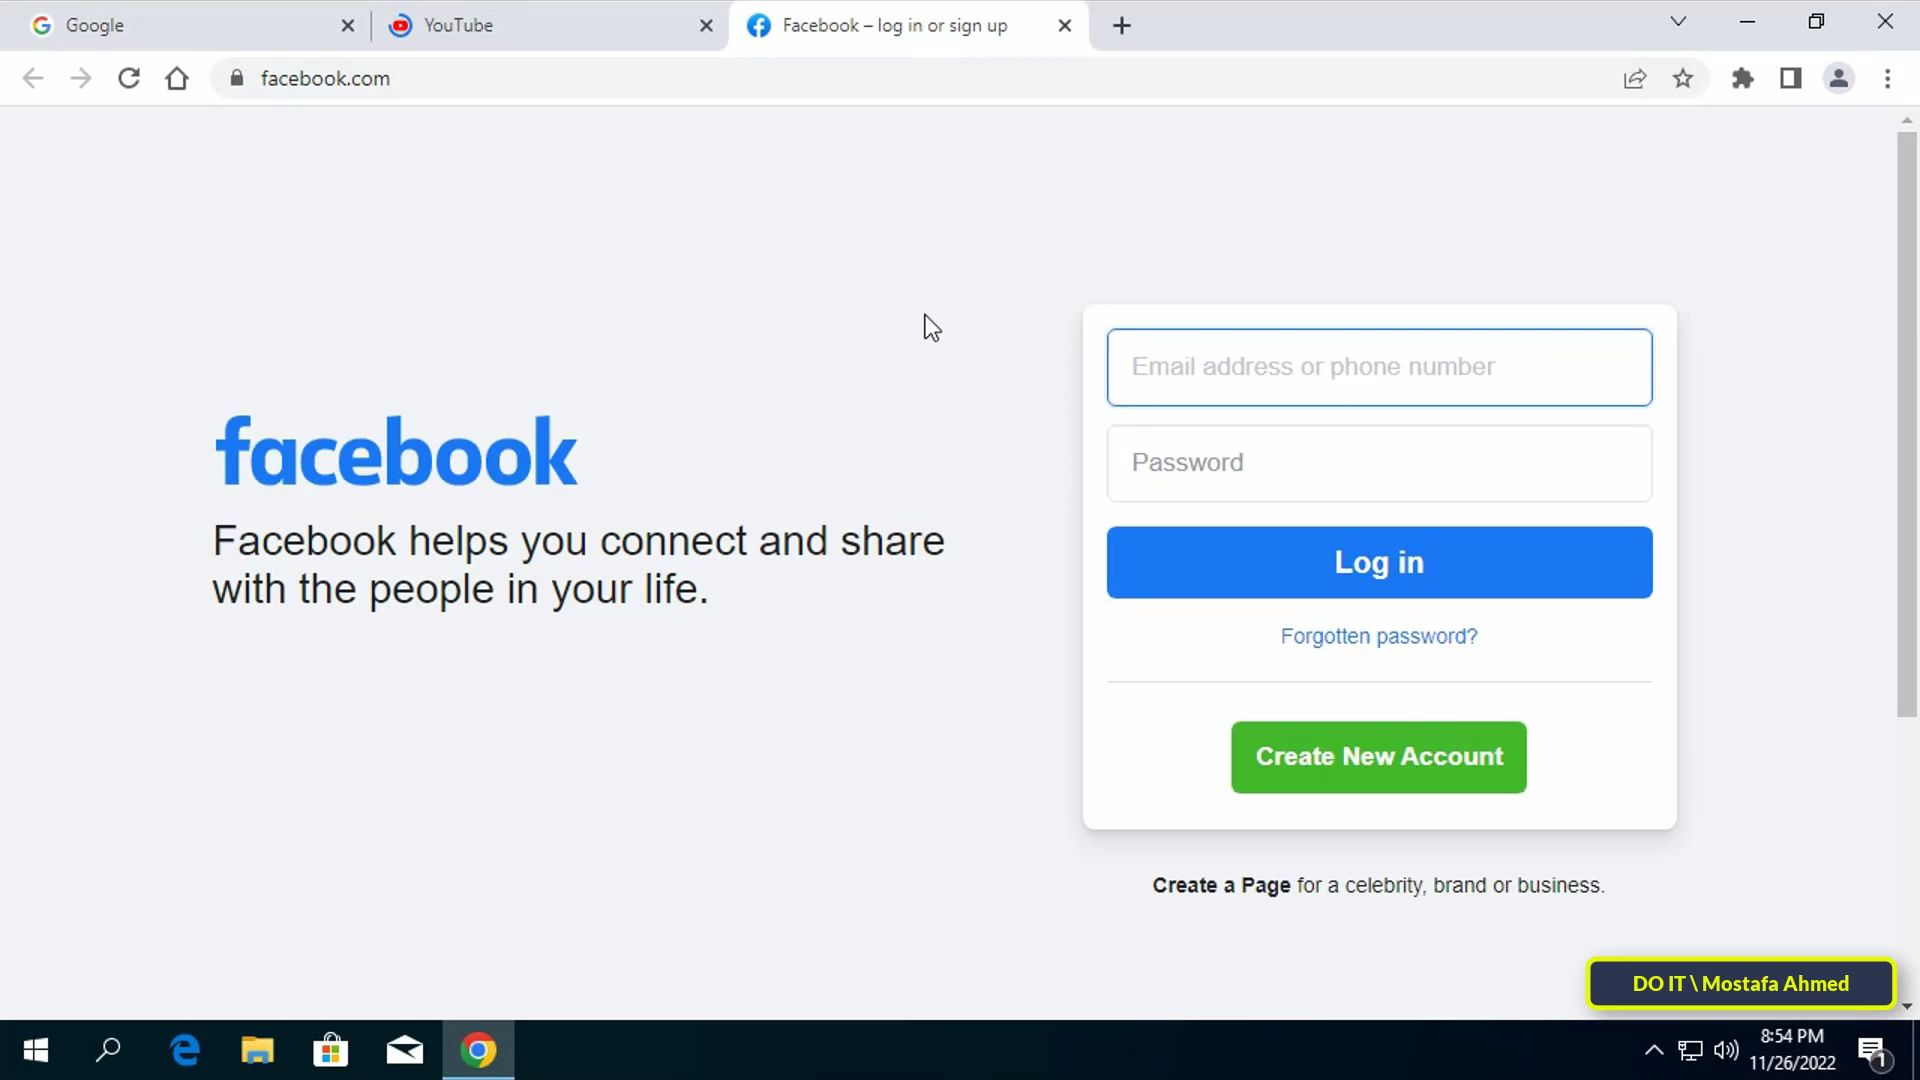 Google
YouTube
Facebook – log in or sign up
facebook.com
facebook
Facebook helps you connect and share
with the people in your life.
Email address or phone number
Password
Log in
Forgotten password?
Create New Account
Create a Page for a celebrity, brand or business.
DO IT \ Mostafa Ahmed
8:54 PM
11/26/2022
1